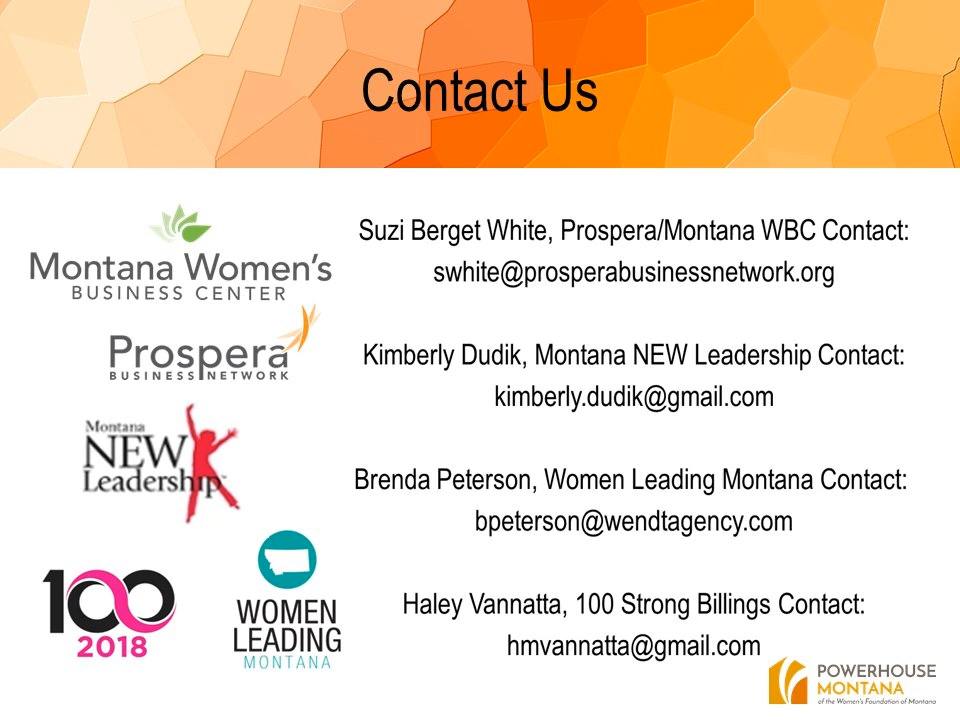 Contact Us
Montana Women's
BUSINESS CENTER
Prospera
BUSINESS NETWORK
Montana
NEW
Leadership
100
2018
WOMEN
LEADING
MONTANA
Suzi Berget White, Prospera/Montana WBC Contact:
swhite@prosperabusinessnetwork.org
Kimberly Dudik, Montana NEW Leadership Contact:
kimberly.dudik@gmail.com
Brenda Peterson, Women Leading Montana Contact:
bpeterson@wendtagency.com
Haley Vannatta, 100 Strong Billings Contact:
hmvannatta@gmail.com
POWERHOUSE
MONTANA
of the Women's Foundation of Montana